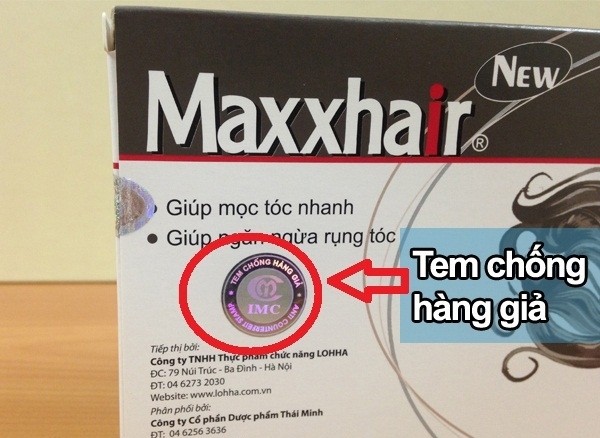 NEW
Maxxhair®
• Giúp mọc tóc nhanh
• Giúp ngăn ngừa rụng tóc
TEM CHỐNG HÀNG GIẢ
IMC
ANTI COUNTERFEIT STAMP
Tem chống
hàng giả
Tiếp thị bởi:
Công ty TNHH Thực phẩm chức năng LOHHA
ĐC: 79 Núi Trúc - Ba Đình - Hà Nội
ĐT: 04 6273 2030
Website: www.lohha.com.vn
Phân phối bởi:
Công ty Cổ phần Dược phẩm Thái Minh
ĐT: 04 6256 3636